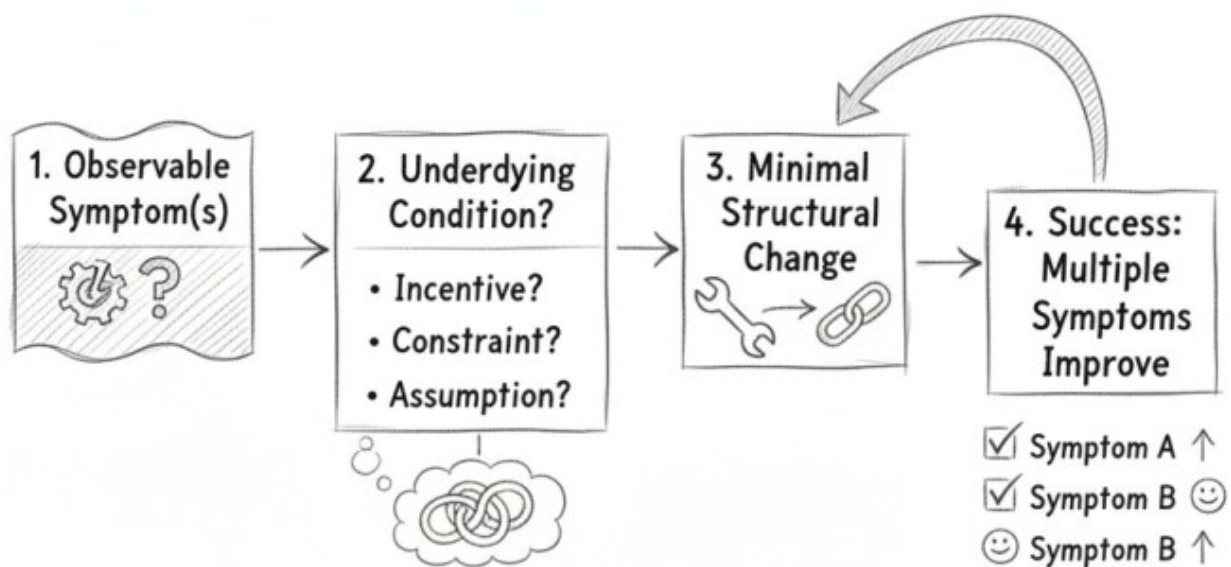 1. Observable
Symptom(s)
?
2. Underdying
Condition?
• Incentive?
• Constraint?
• Assumption?
3. Minimal
Structural
Change
4. Success:
Multiple
Symptoms
Improve
Symptom A ↑
Symptom B
Symptom B ↑